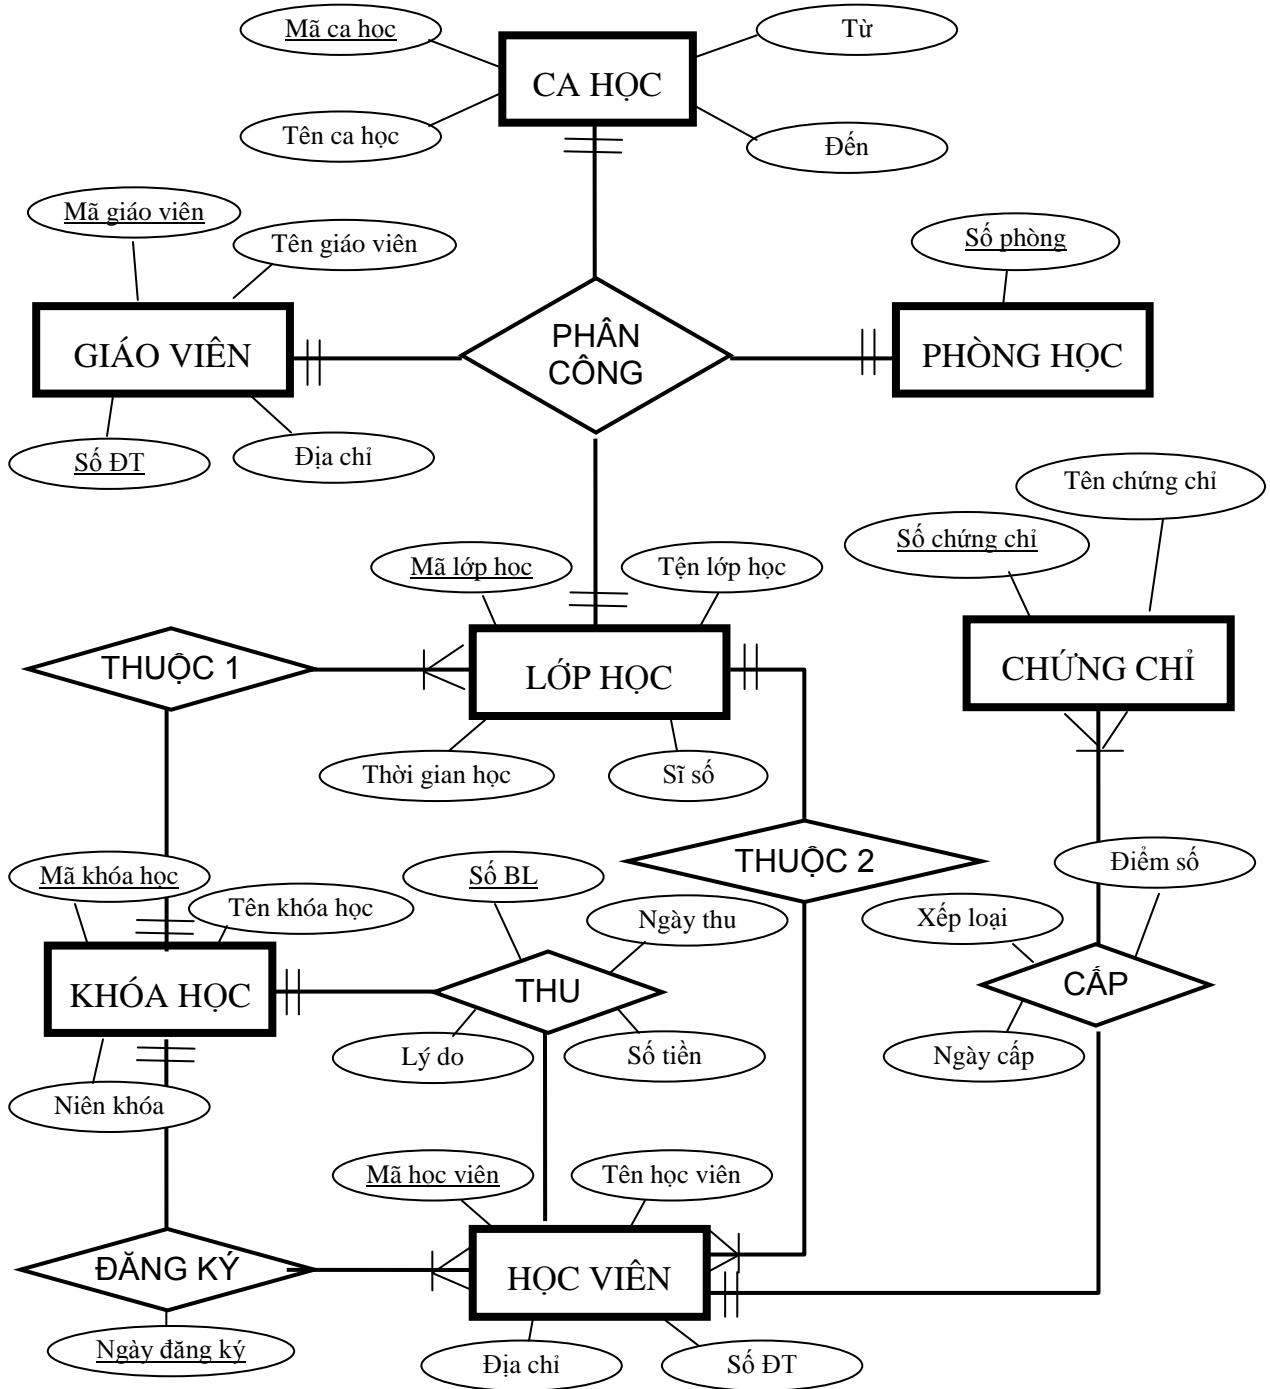 Mã ca học
Từ
CA HỌC
Tên ca học
Đến
Mã giáo viên
Tên giáo viên
Số phòng
GIÁO VIÊN
PHÂN
CÔNG
PHÒNG HỌC
Số ĐT
Địa chỉ
Tên chứng chỉ
Số chứng chỉ
Mã lớp học
Tện lớp học
THUỘC 1
LỚP HỌC
CHỨNG CHỈ
Thời gian học
Sĩ số
Mã khóa học
Tên khóa học
Số BL
Ngày thu
THUỘC 2
Điểm số
Xếp loại
KHÓA HỌC
THU
CẤP
Lý do
Số tiền
Ngày cấp
Niên khóa
Mã học viên
Tên học viên
ĐĂNG KÝ
HỌC VIÊN
Ngày đăng ký
Địa chỉ
Số ĐT